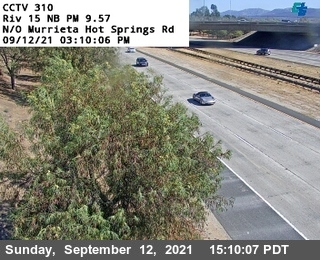 CCTV 310
Riv 15 NB PM 9.57
N/O Murrieta Hot Springs Rd
09/12/21 03:10:06 PM
Sunday, September 12, 2021 15:10:07 PDT